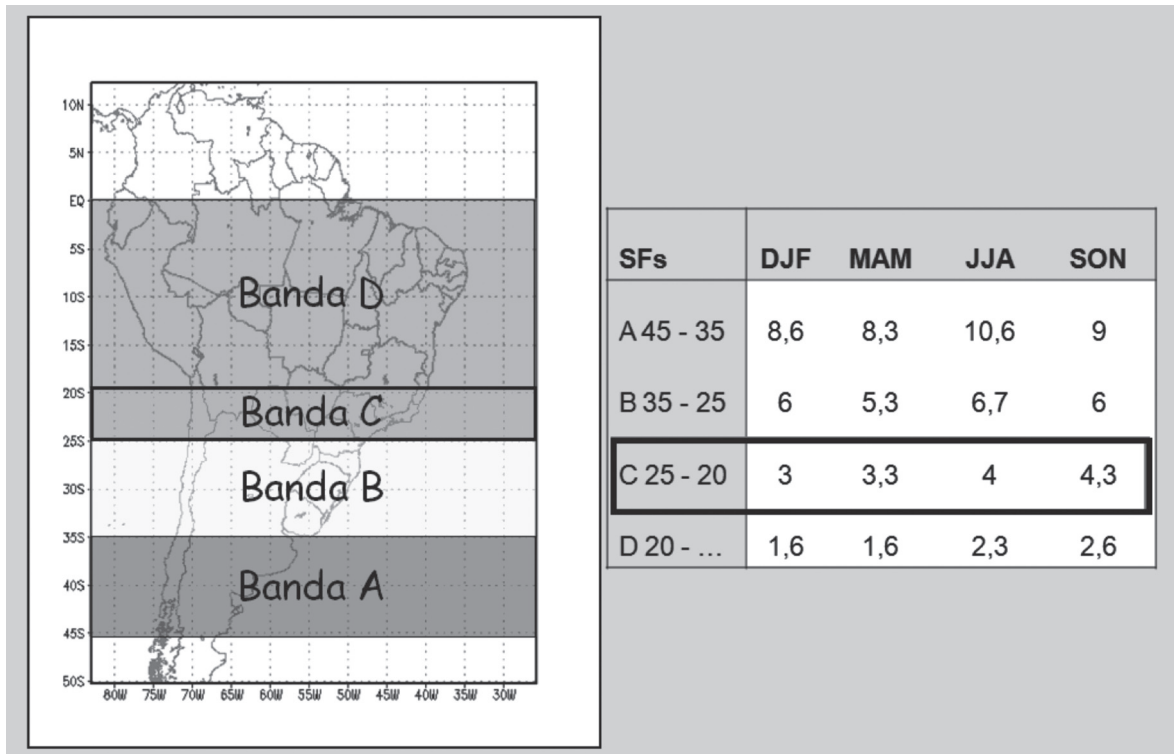 10N
5N
EQ
5S
Banda D
10S
15S
20S
Banda C
25S
Banda B
30S
35S
Banda A
40S
45S
50S
80W 75W 70W 65W 60W 55W 50W 45W 40W 35W 30W
SFs DJF MAM JJA SON
A 45 - 35 8,6 8,3 10,6 9
B 35 - 25 6 5,3 6,7 6
C 25 - 20 3 3,3 4 4,3
D 20 - ... 1,6 1,6 2,3 2,6